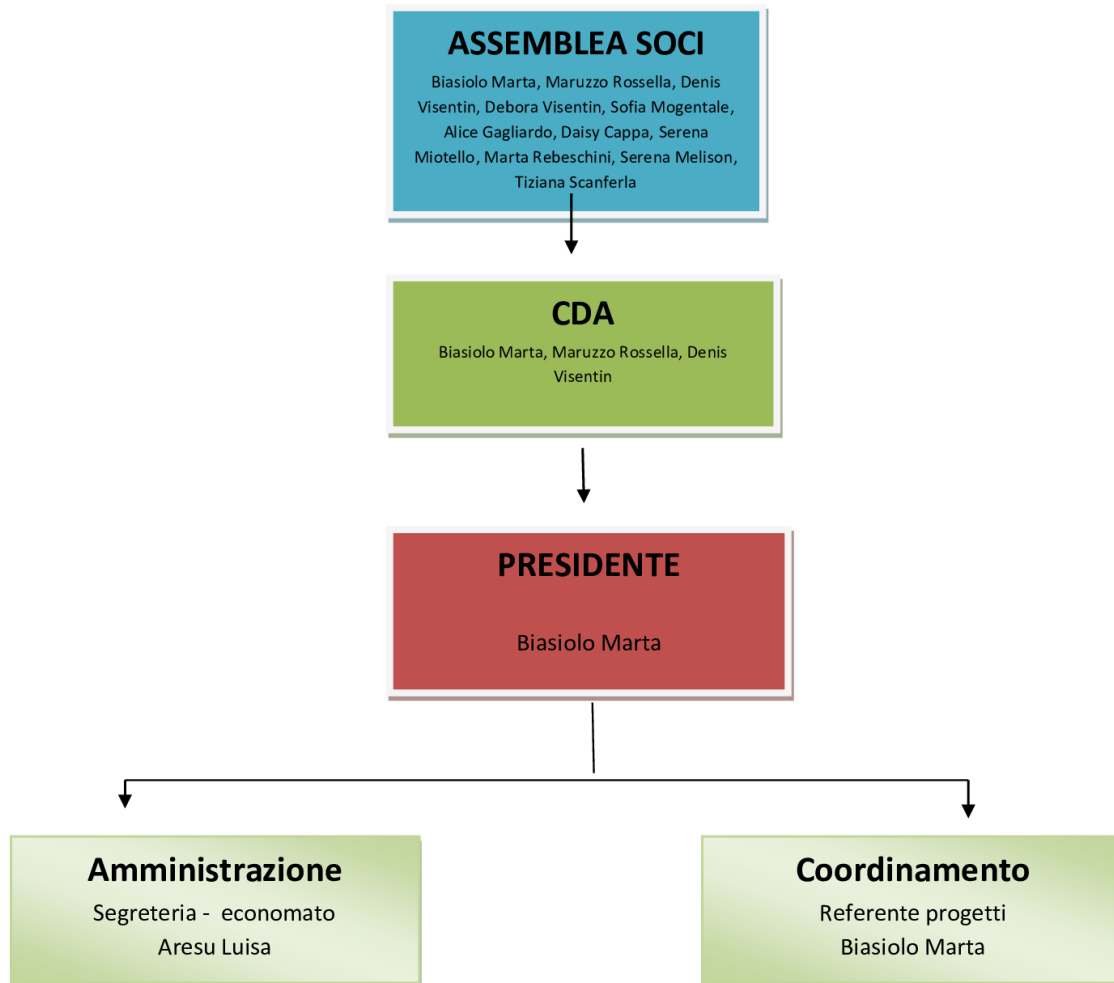 ASSEMBLEA SOCI
Biasiolo Marta, Maruzzo Rossella, Denis
Visentin, Debora Visentin, Sofia Mogentale,
Alice Gagliardo, Daisy Cappa, Serena
Miotello, Marta Rebeschini, Serena Melison,
Tiziana Scanferla
CDA
Biasiolo Marta, Maruzzo Rossella, Denis
Visentin
PRESIDENTE
Biasiolo Marta
Amministrazione
Segreteria - economato
Aresu Luisa
Coordinamento
Referente progetti
Biasiolo Marta